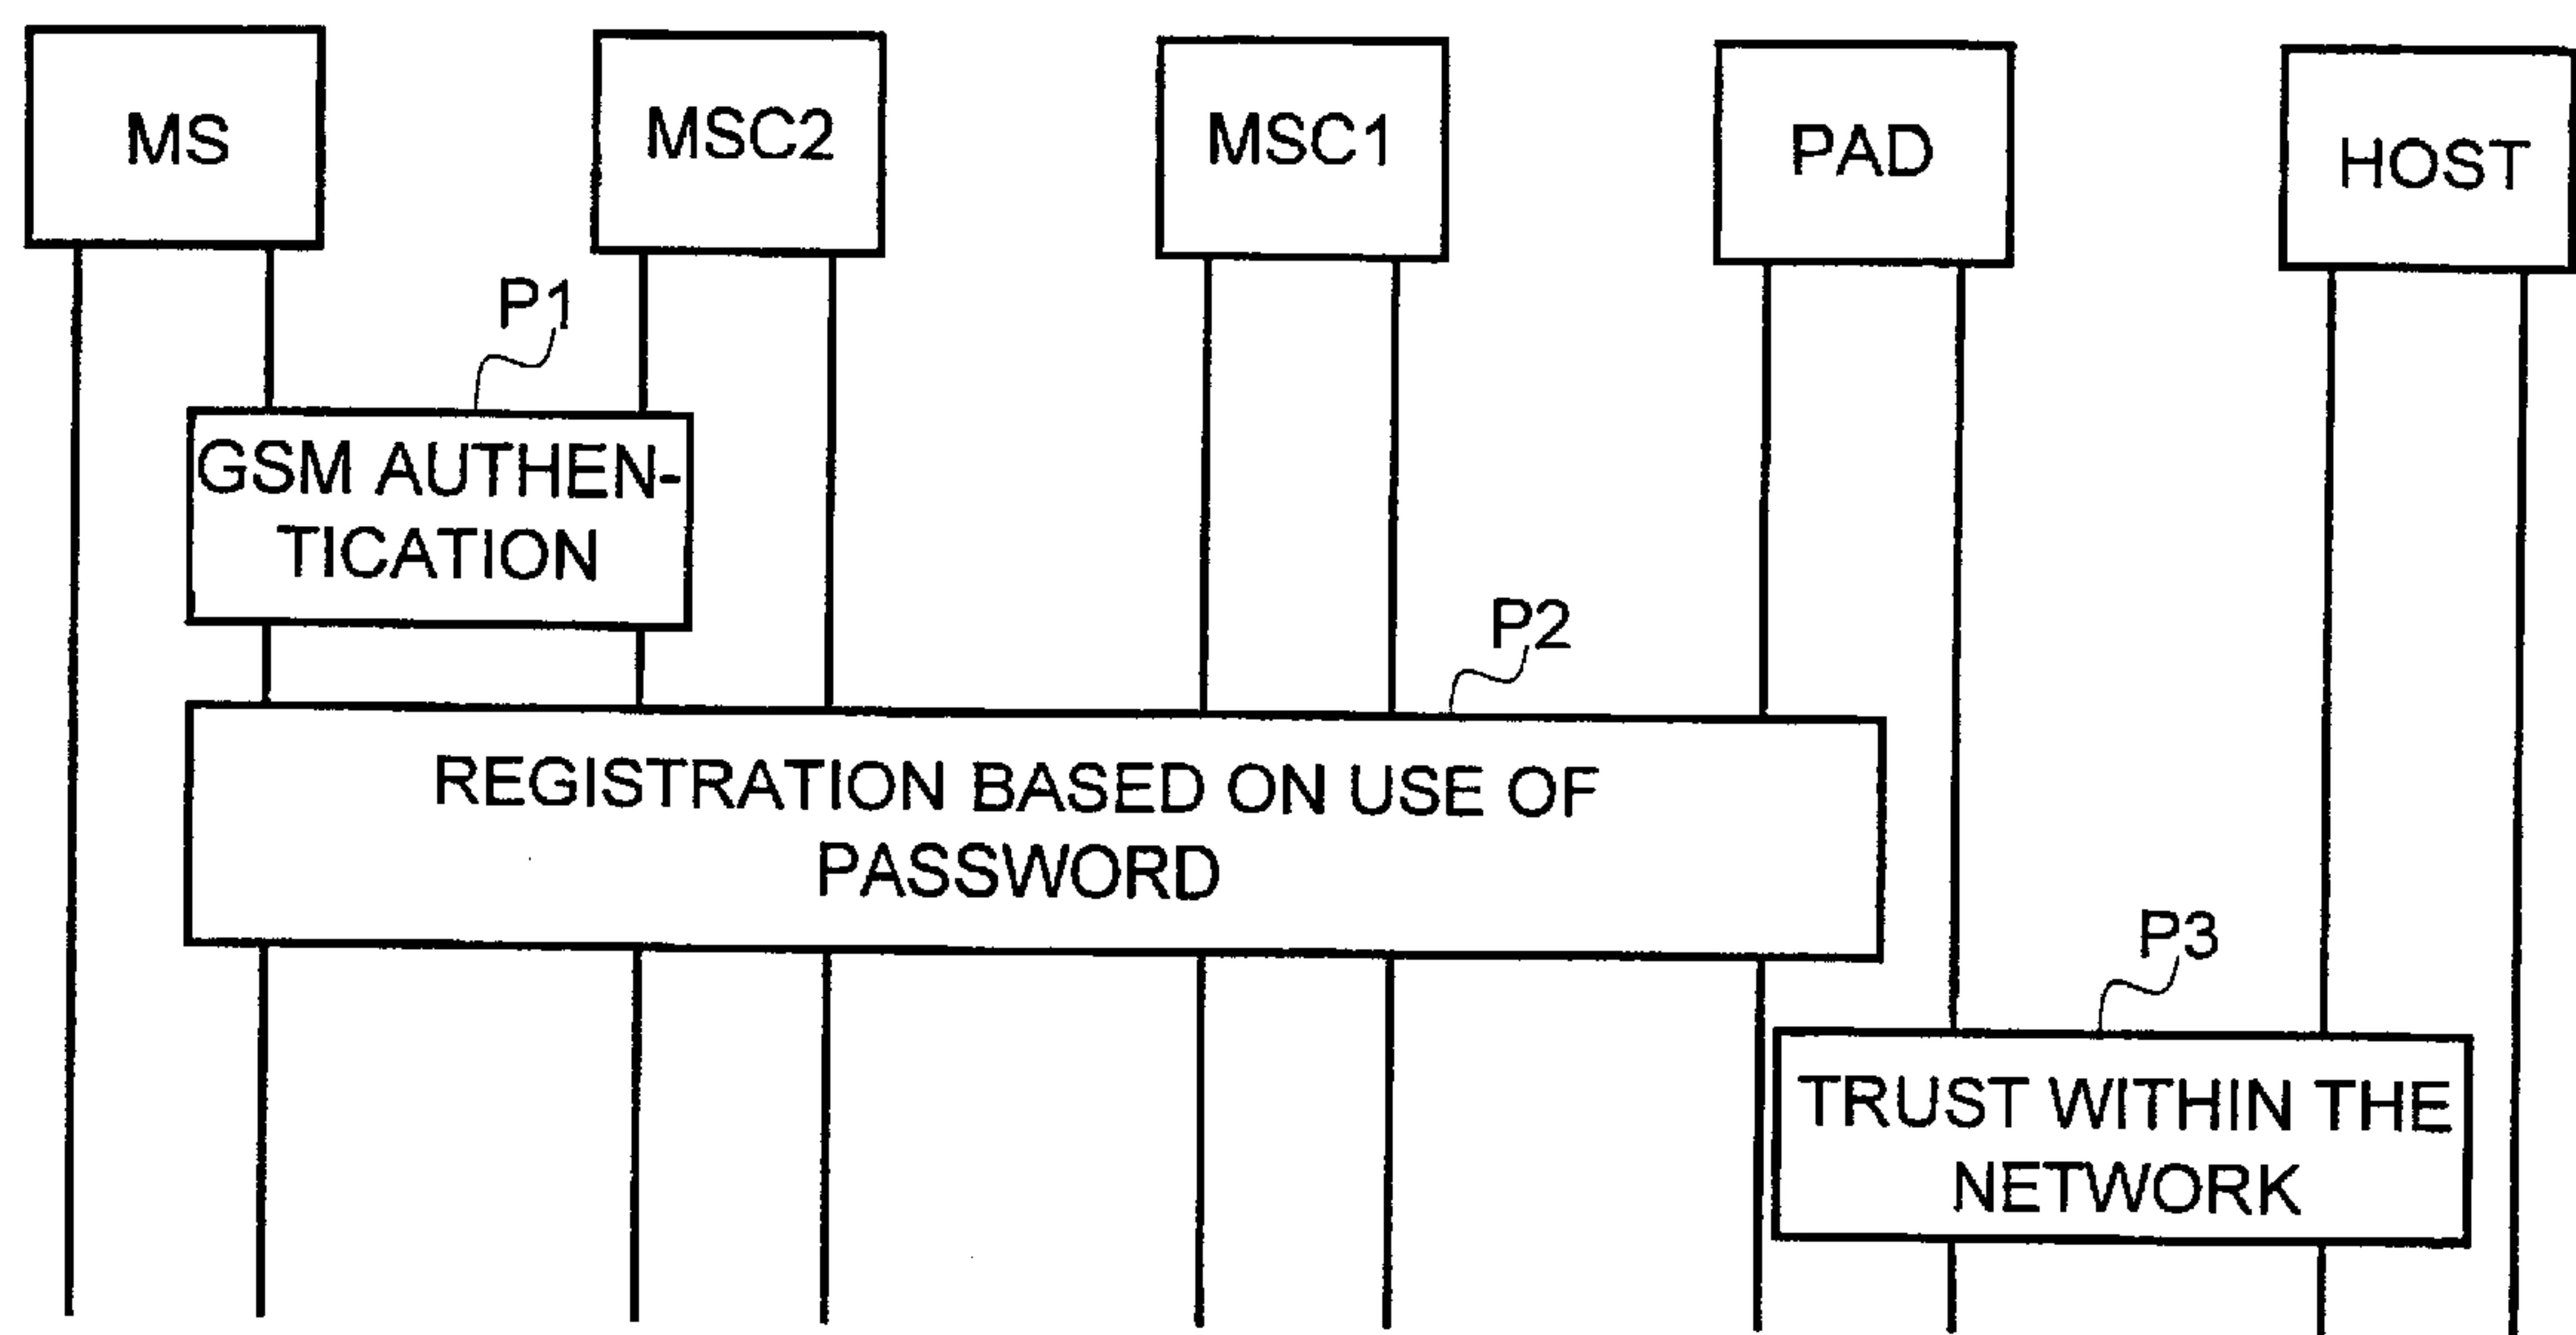 MS
MSC2
MSC1
PAD
HOST
P1
GSM AUTHEN-
TICATION
P2
REGISTRATION BASED ON USE OF
PASSWORD
P3
TRUST WITHIN THE
NETWORK